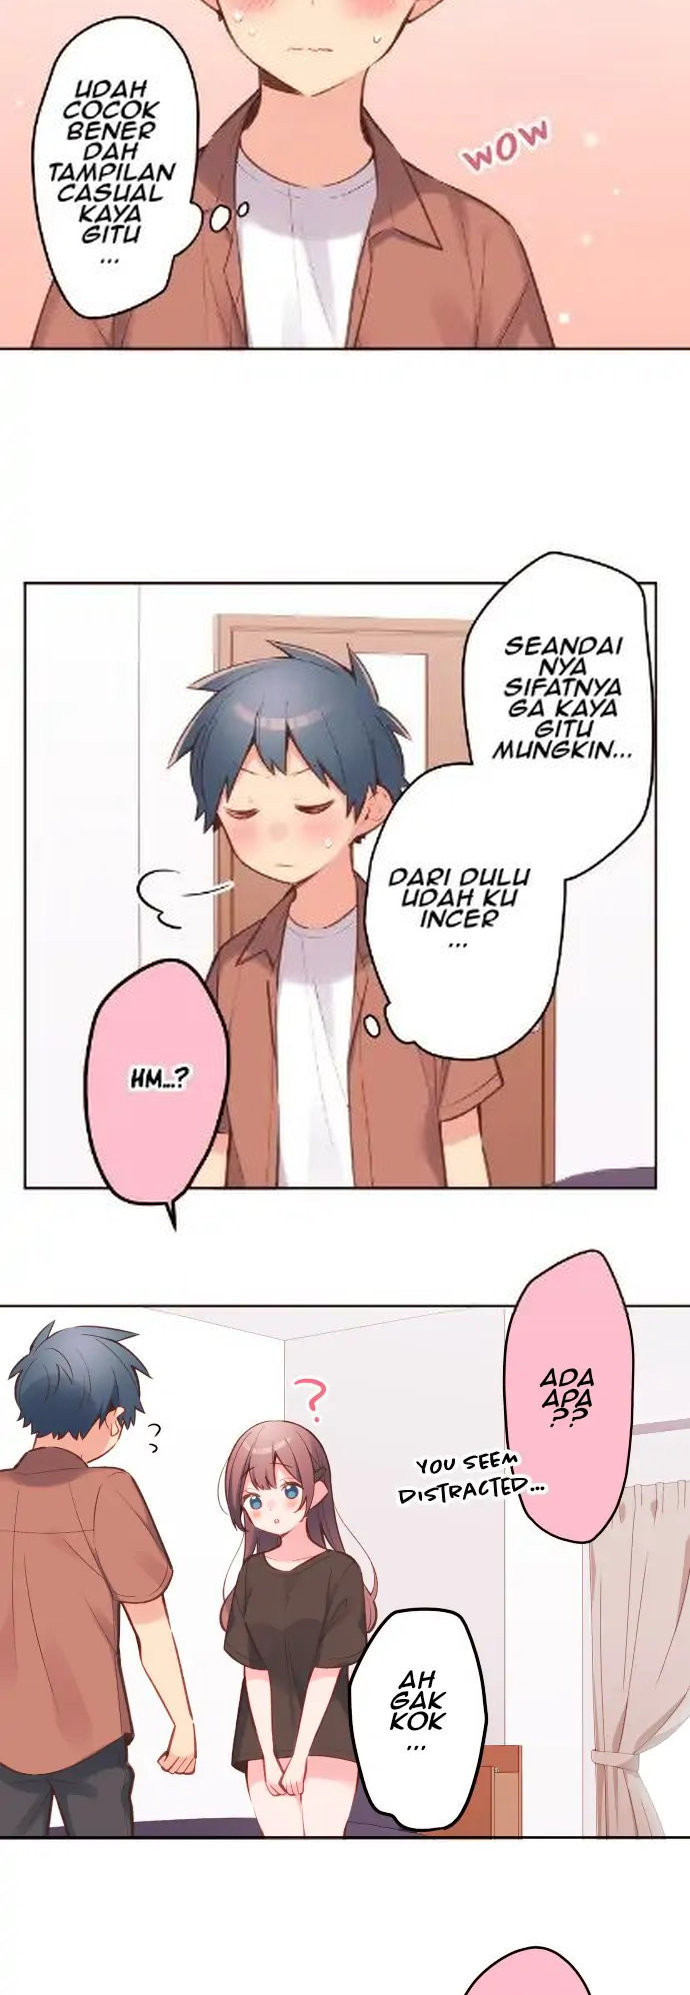 UDAH
COCOK
BENER
DAH
TAMPILAN
CASUAL
KAYA
GITU
...
WOW
SEANDAI
NYA
SIFATNYA
GA KAYA
GITU
MUNGKIN...
DARI DULU
UDAH KU
INCER
...
HM...?
ADA
APA
??
?
YOU SEEM
DISTRACTED...
AH
GAK
KOK
...